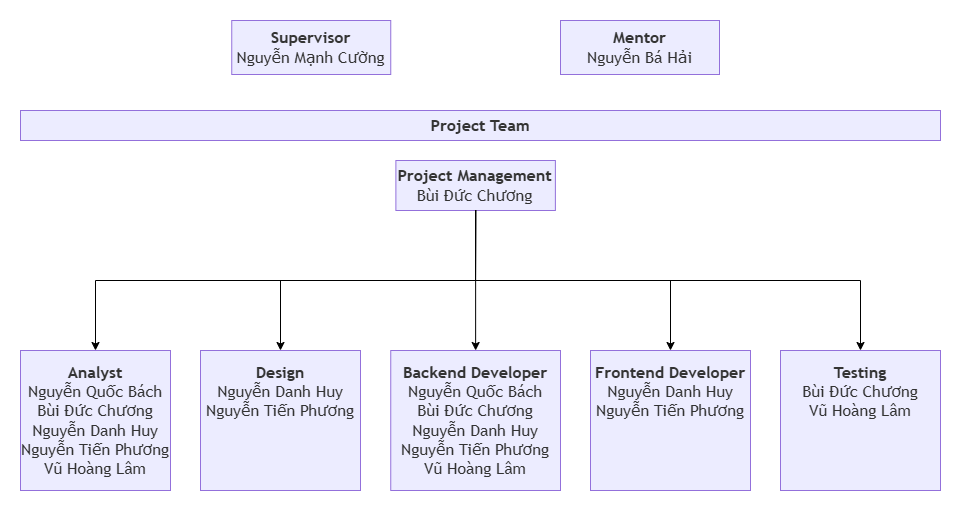 Supervisor
Nguyễn Mạnh Cường
Mentor
Nguyễn Bá Hải
Project Team
Project Management
Bùi Đức Chương
Analyst
Nguyễn Quốc Bách
Bùi Đức Chương
Nguyễn Danh Huy
Nguyễn Tiến Phương
Vũ Hoàng Lâm
Design
Nguyễn Danh Huy
Nguyễn Tiến Phương
Backend Developer
Nguyễn Quốc Bách
Bùi Đức Chương
Nguyễn Danh Huy
Nguyễn Tiến Phương
Vũ Hoàng Lâm
Frontend Developer
Nguyễn Danh Huy
Nguyễn Tiến Phương
Testing
Bùi Đức Chương
Vũ Hoàng Lâm